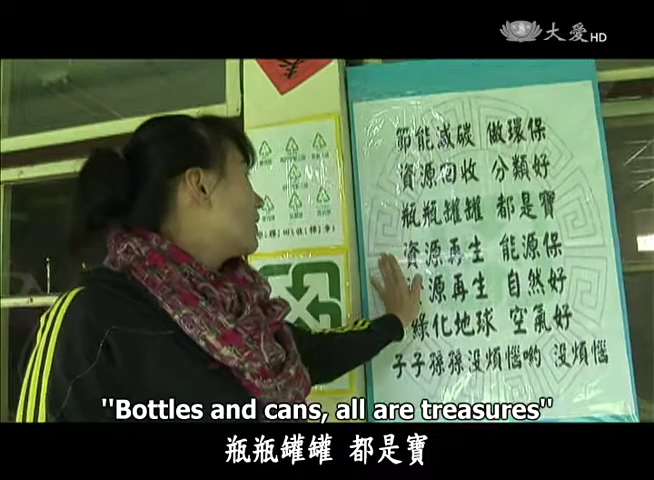 大愛HD
節能減碳 做環保
資源回收 分類好
瓶瓶罐罐 都是寶
資源再生 能源保
源再生 自然好
綠化地球 空氣好
子子孫孫沒煩惱喲 沒煩惱
"Bottles and cans, all are treasures"
瓶瓶罐罐 都是寶